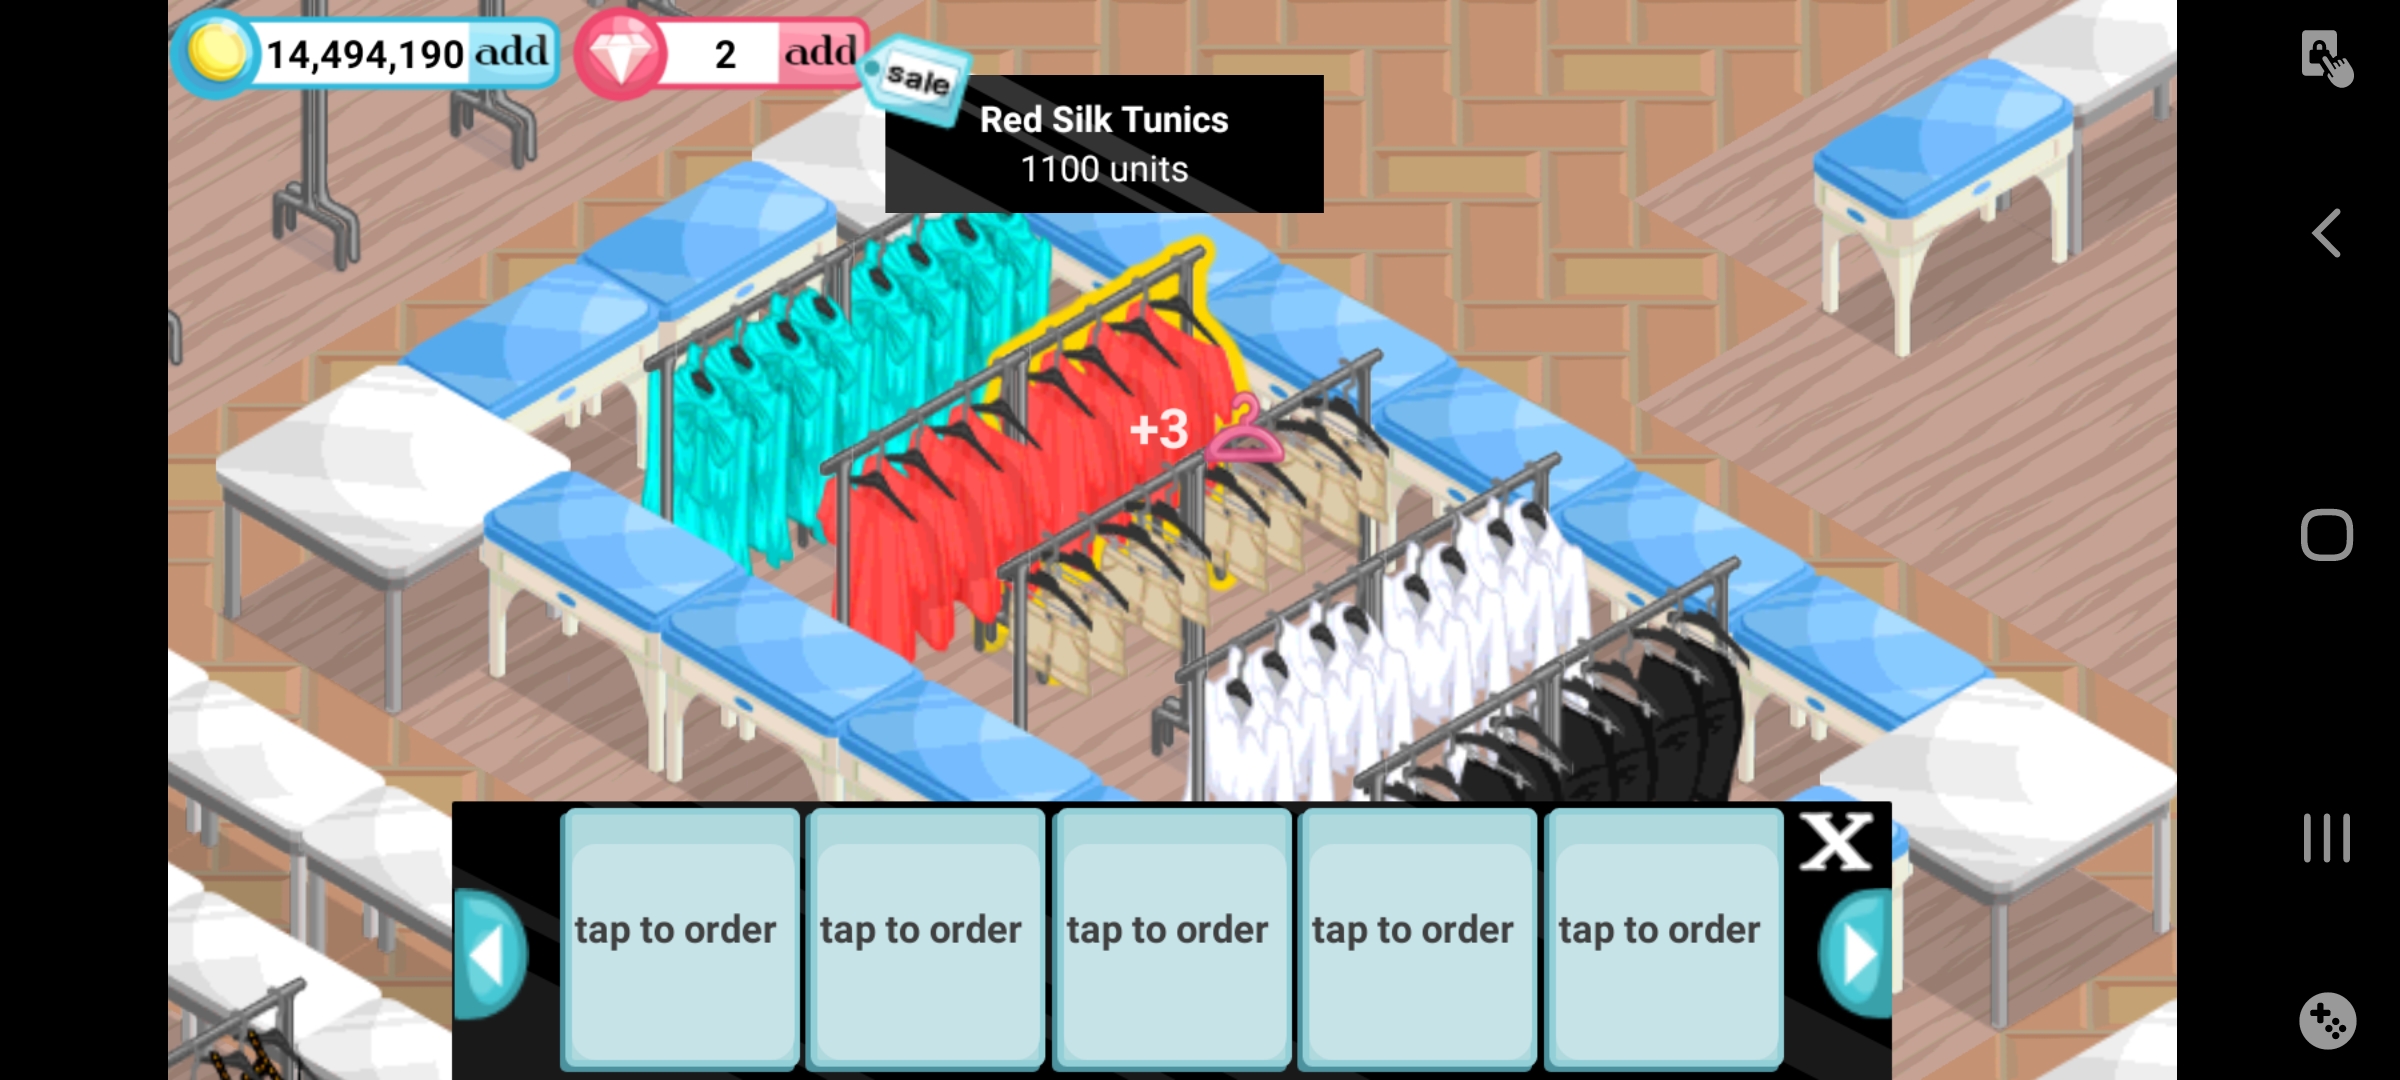 14,494,190 add
2 add
sale
Red Silk Tunics
1100 units
+3
X
tap to order
tap to order
tap to order
tap to order
tap to order